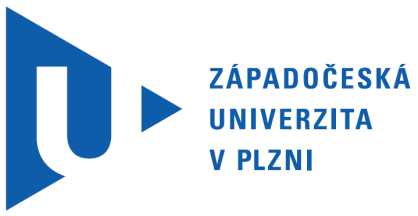 U
ZÁPADOČESKÁ
UNIVERZITA
V PLZNI